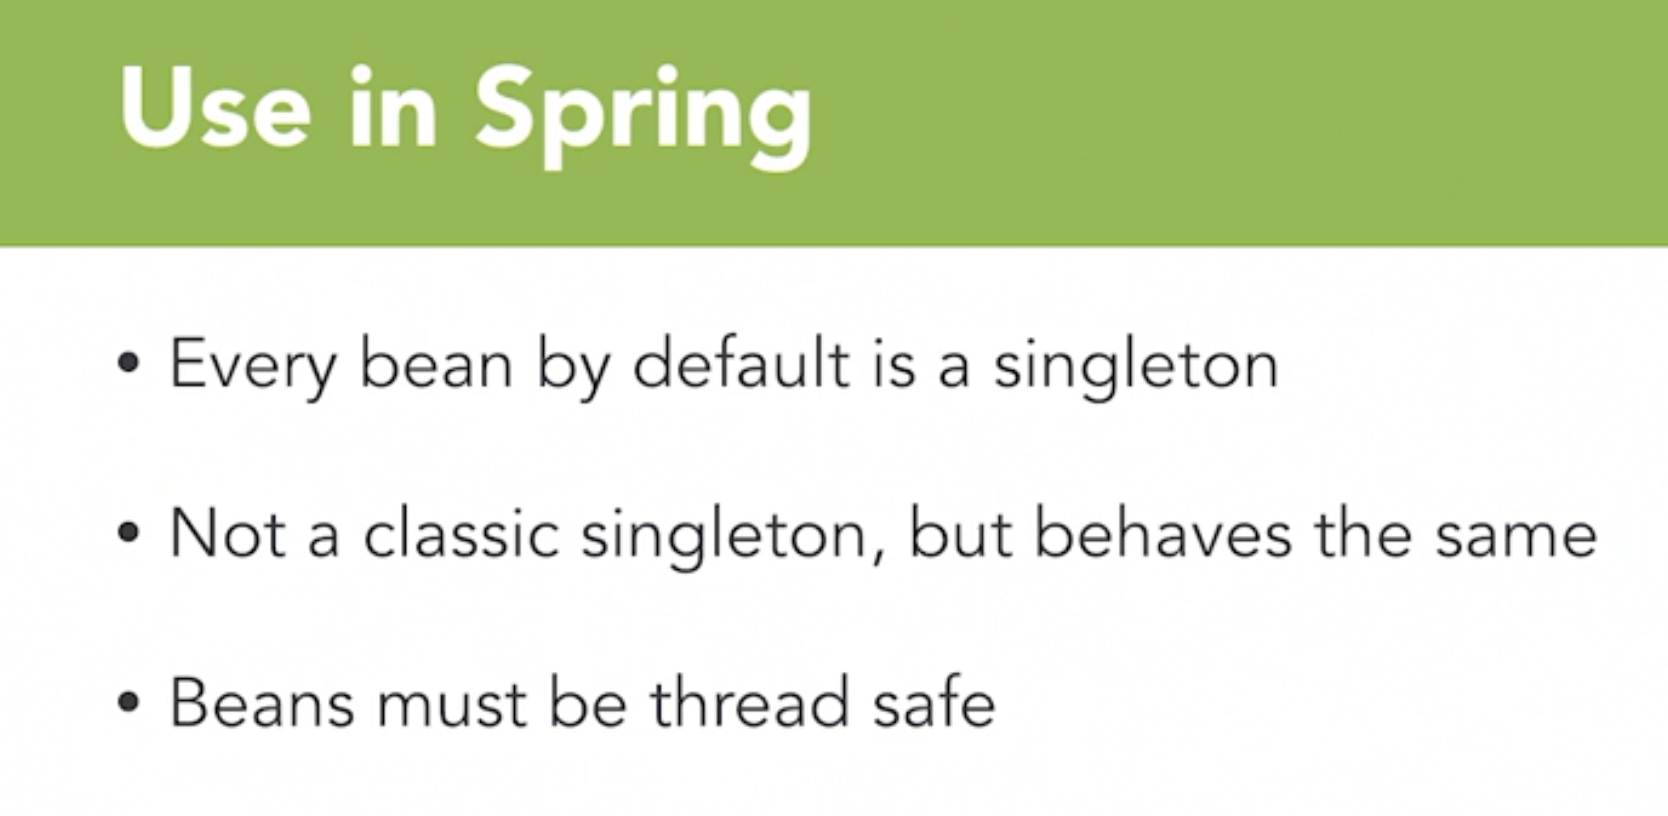 Use in Spring
• Every bean by default is a singleton
• Not a classic singleton, but behaves the same
• Beans must be thread safe